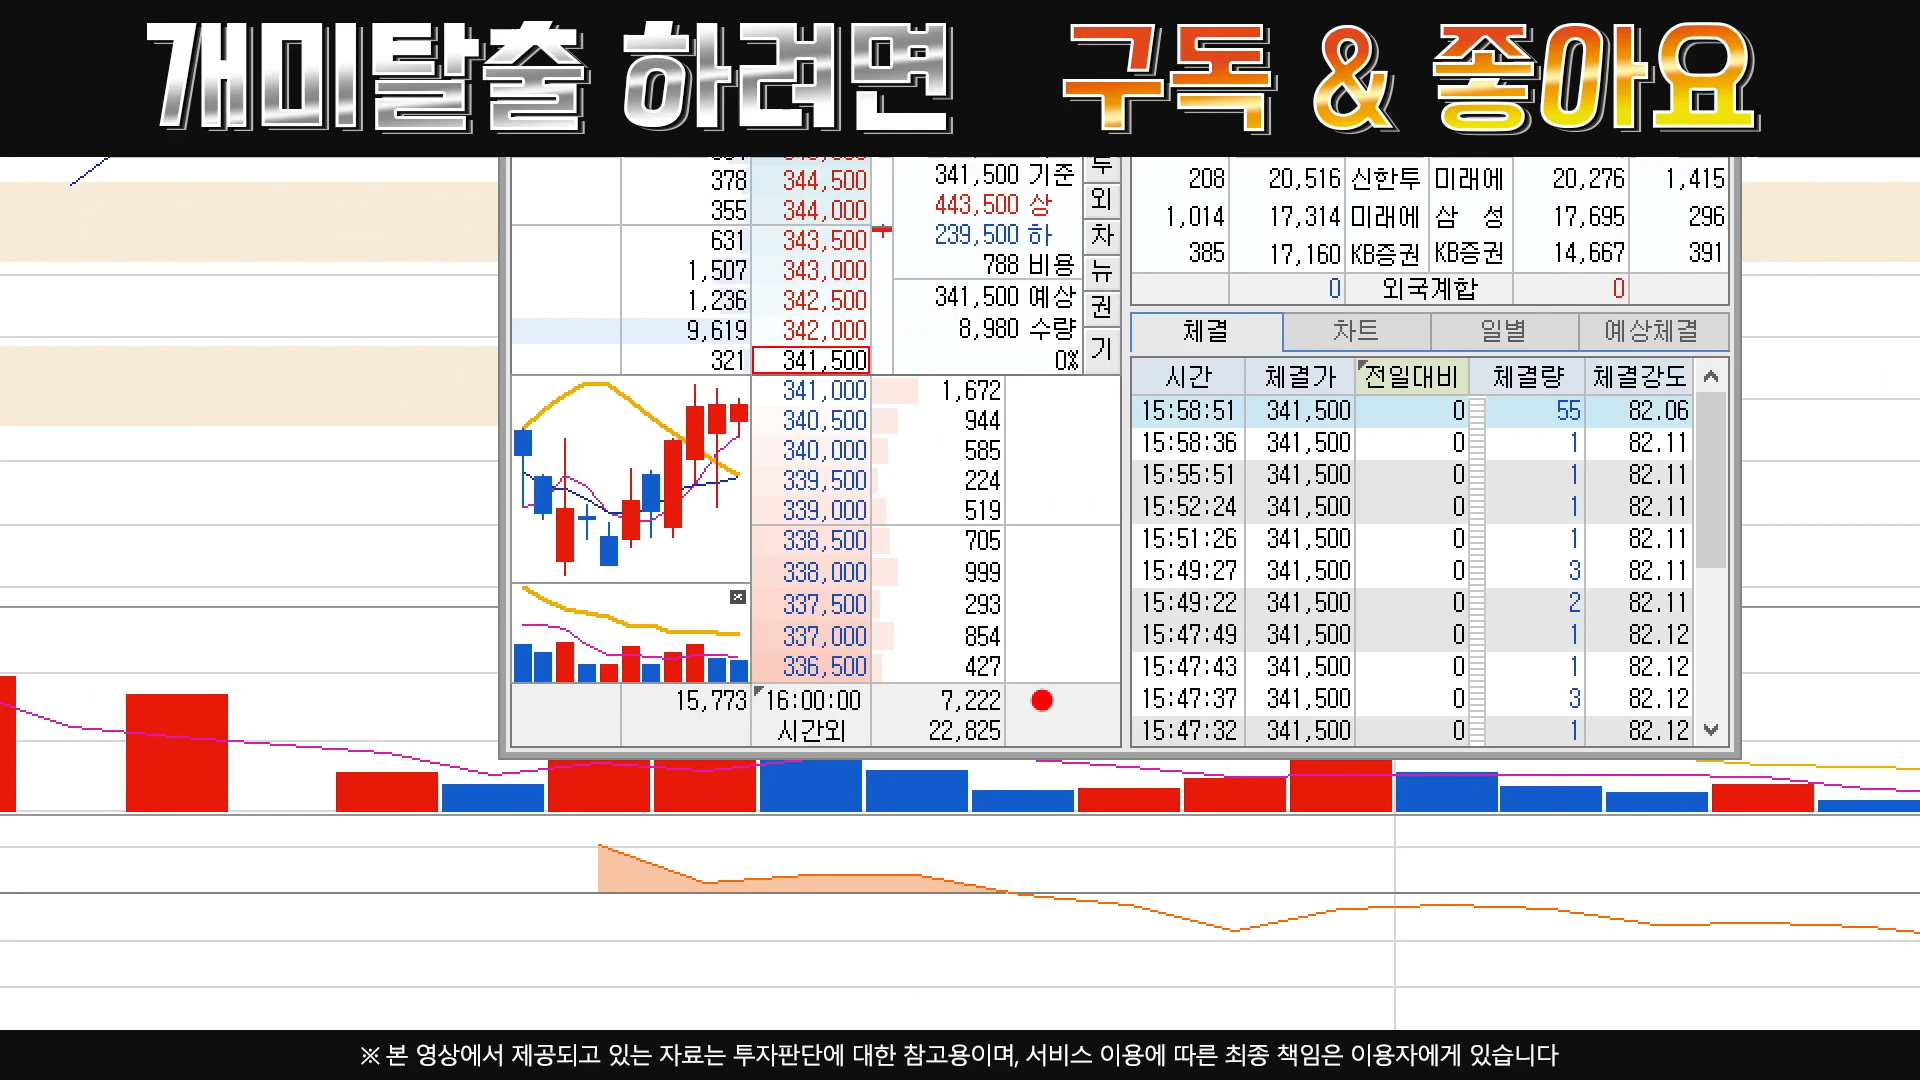 개미탈출 하려면 구독 & 좋아요
378 344,500
355 344,000
631 343,500
1,507 343,000
1,236 342,500
9,619 342,000
321 341,500
341,500 기준
443,500 상
239,500 하
788 비용
341,500 예상
8,980 수량
0%
투
외
차
뉴
권
기
341,000 1,672
340,500 944
340,000 585
339,500 224
339,000 519
338,500 705
338,000 999
337,500 293
337,000 854
336,500 427
15,773 16:00:00 7,222
시간외 22,825
208 20,516 신한투 미래에 20,276 1,415
1,014 17,314 미래에 삼 성 17,695 296
385 17,160 KB증권 KB증권 14,667 391
0 외국계합 0
체결 차트 일별 예상체결
시간 체결가 전일대비 체결량 체결강도
15:58:51 341,500 0 55 82.06
15:58:36 341,500 0 1 82.11
15:55:51 341,500 0 1 82.11
15:52:24 341,500 0 1 82.11
15:51:26 341,500 0 1 82.11
15:49:27 341,500 0 3 82.11
15:49:22 341,500 0 2 82.11
15:47:49 341,500 0 1 82.12
15:47:43 341,500 0 1 82.12
15:47:37 341,500 0 3 82.12
15:47:32 341,500 0 1 82.12
※ 본 영상에서 제공되고 있는 자료는 투자판단에 대한 참고용이며, 서비스 이용에 따른 최종 책임은 이용자에게 있습니다